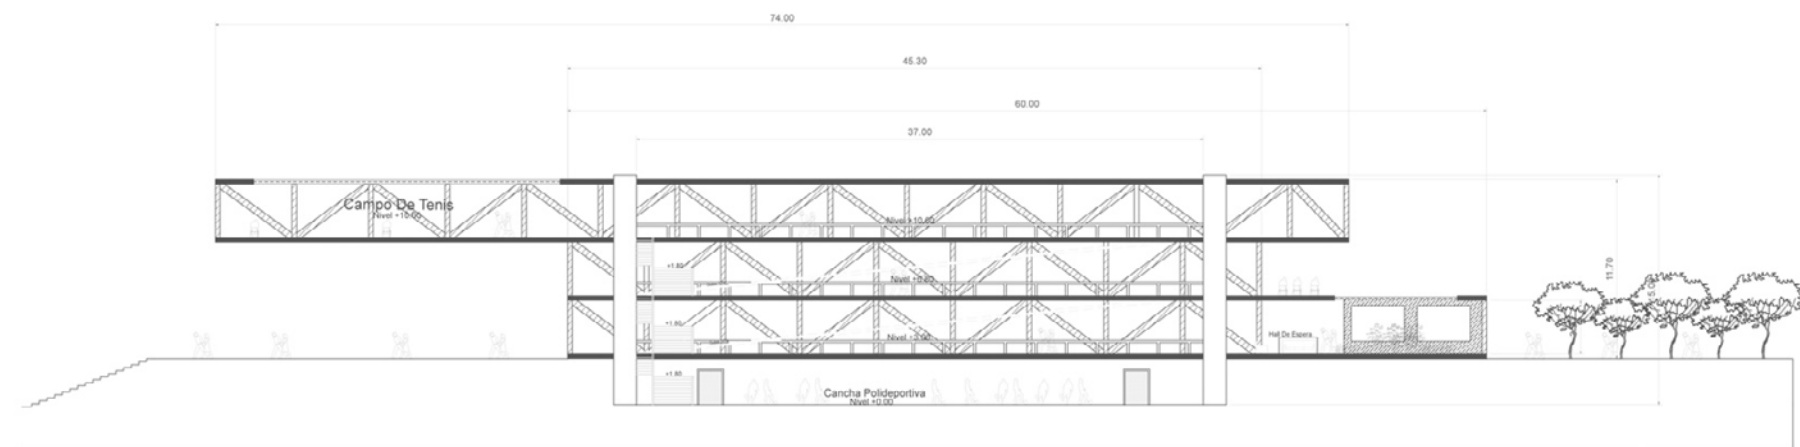 74.00
45.30
60.00
37.00
Campo De Tenis
Nivel +10.00
11.70
+1.80
+1.80
Hall De Espera
+1.80
Cancha Polideportiva
Nivel +0.00